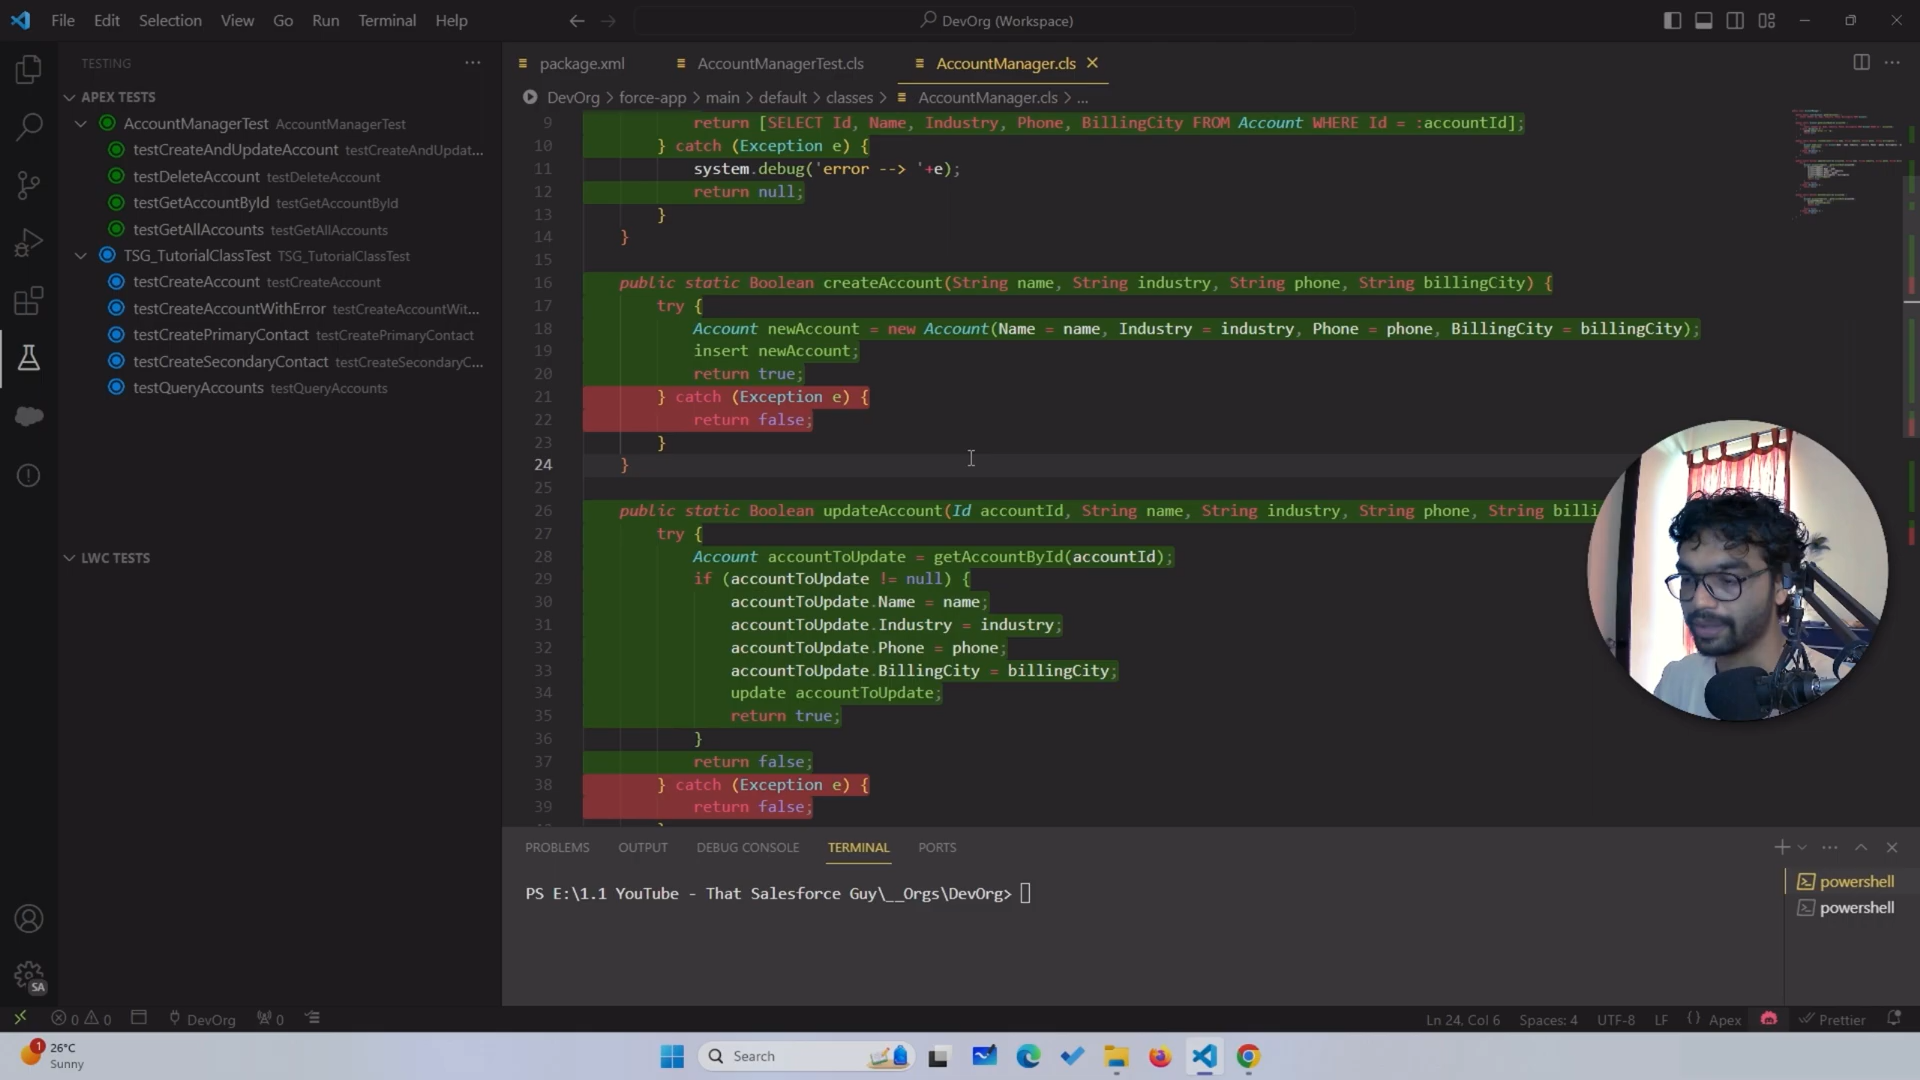 File Edit Selection View Go Run Terminal Help
DevOrg (Workspace)
TESTING
APEX TESTS
AccountManagerTest AccountManagerTest
testCreateAndUpdateAccount testCreateAndUpdat...
testDeleteAccount testDeleteAccount
testGetAccountById testGetAccountById
testGetAllAccounts testGetAllAccounts
TSG_TutorialClassTest TSG_TutorialClassTest
testCreateAccount testCreateAccount
testCreateAccountWithError testCreateAccountWit...
testCreatePrimaryContact testCreatePrimaryContact
testCreateSecondaryContact testCreateSecondaryC...
testQueryAccounts testQueryAccounts
LWC TESTS
package.xml AccountManagerTest.cls AccountManager.cls
DevOrg > force-app > main > default > classes > AccountManager.cls > ...
9 return [SELECT Id, Name, Industry, Phone, BillingCity FROM Account WHERE Id = :accountId];
10 } catch (Exception e) {
11 system.debug('error --> '+e);
12 return null;
13 }
14 }
15
16 public static Boolean createAccount(String name, String industry, String phone, String billingCity) {
17 try {
18 Account newAccount = new Account(Name = name, Industry = industry, Phone = phone, BillingCity = billingCity);
19 insert newAccount;
20 return true;
21 } catch (Exception e) {
22 return false;
23 }
24 }
25
26 public static Boolean updateAccount(Id accountId, String name, String industry, String phone, String billi
27 try {
28 Account accountToUpdate = getAccountById(accountId);
29 if (accountToUpdate != null) {
30 accountToUpdate.Name = name;
31 accountToUpdate.Industry = industry;
32 accountToUpdate.Phone = phone;
33 accountToUpdate.BillingCity = billingCity;
34 update accountToUpdate;
35 return true;
36 }
37 return false;
38 } catch (Exception e) {
39 return false;
PROBLEMS OUTPUT DEBUG CONSOLE TERMINAL PORTS
PS E:\1.1 YouTube - That Salesforce Guy\__Orgs\DevOrg>
powershell
powershell
SA
0 0 DevOrg 0
Ln 24, Col 6 Spaces: 4 UTF-8 LF {} Apex Prettier
1 26°C
Sunny
Search